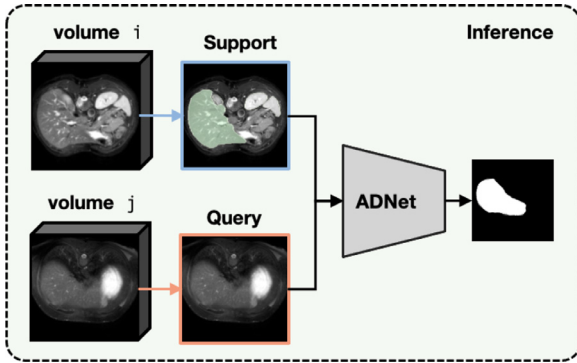 volume i
Support
Inference
ADNet
volume j
Query